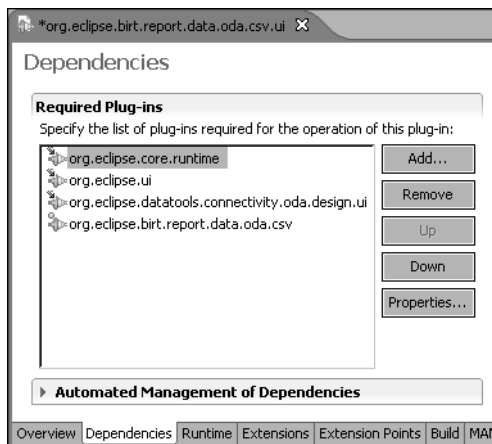 *org.eclipse.birt.report.data.oda.csv.ui
Dependencies
Required Plug-ins
Specify the list of plug-ins required for the operation of this plug-in:
org.eclipse.core.runtime
org.eclipse.ui
org.eclipse.datatools.connectivity.oda.design.ui
org.eclipse.birt.report.data.oda.csv
Add...
Remove
Up
Down
Properties...
Automated Management of Dependencies
Overview Dependencies Runtime Extensions Extension Points Build